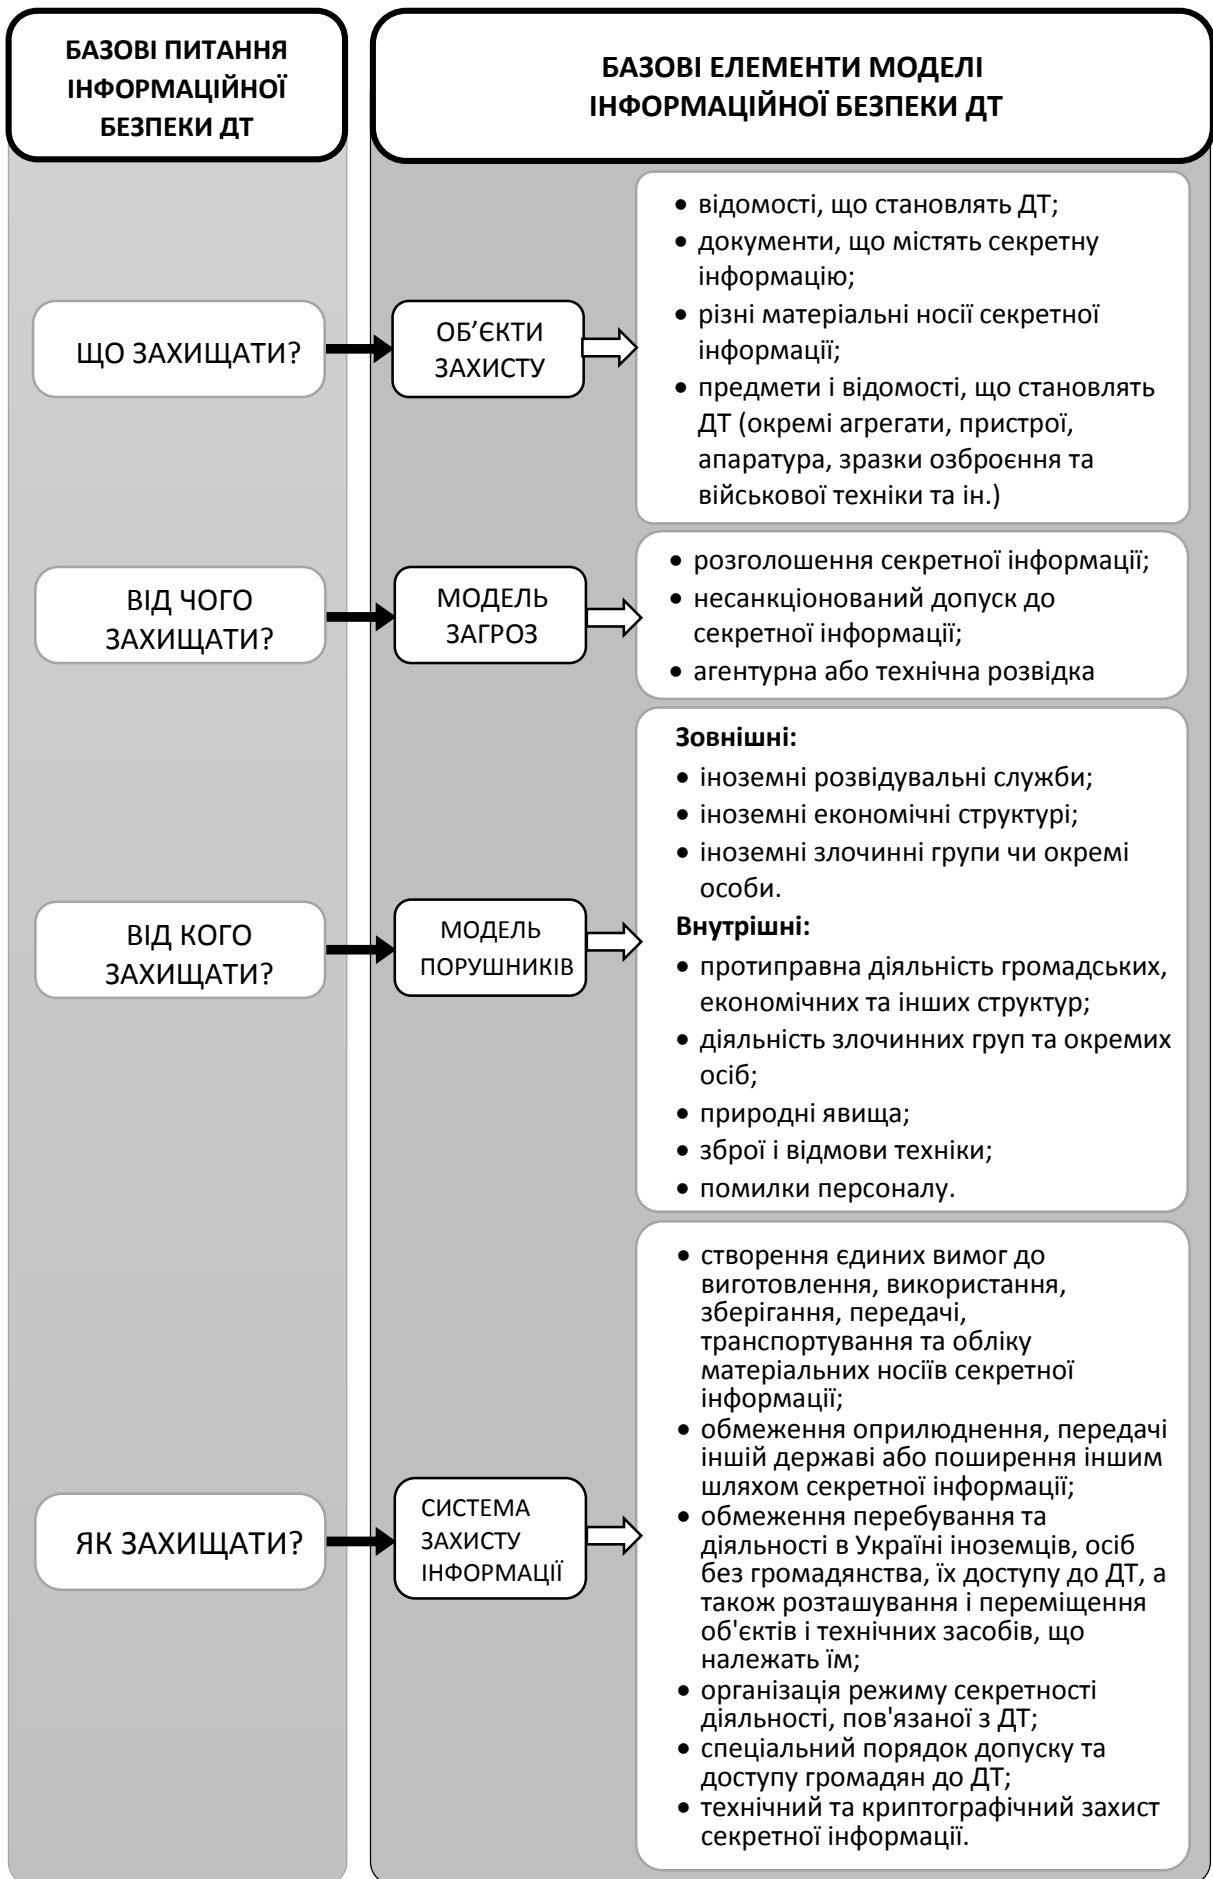 БАЗОВІ ПИТАННЯ
ІНФОРМАЦІЙНОЇ
БЕЗПЕКИ ДТ
БАЗОВІ ЕЛЕМЕНТИ МОДЕЛІ
ІНФОРМАЦІЙНОЇ БЕЗПЕКИ ДТ
ЩО ЗАХИЩАТИ?
ОБ’ЄКТИ
ЗАХИСТУ
• відомості, що становлять ДТ;
• документи, що містять секретну
інформацію;
• різні матеріальні носії секретної
інформації;
• предмети і відомості, що становлять
ДТ (окремі агрегати, пристрої,
апаратура, зразки озброєння та
військової техніки та ін.)
ВІД ЧОГО
ЗАХИЩАТИ?
МОДЕЛЬ
ЗАГРОЗ
• розголошення секретної інформації;
• несанкціонований допуск до
секретної інформації;
• агентурна або технічна розвідка
ВІД КОГО
ЗАХИЩАТИ?
МОДЕЛЬ
ПОРУШНИКІВ
Зовнішні:
• іноземні розвідувальні служби;
• іноземні економічні структурі;
• іноземні злочинні групи чи окремі
особи.
Внутрішні:
• протиправна діяльність громадських,
економічних та інших структур;
• діяльність злочинних груп та окремих
осіб;
• природні явища;
• зброї і відмови техніки;
• помилки персоналу.
ЯК ЗАХИЩАТИ?
СИСТЕМА
ЗАХИСТУ
ІНФОРМАЦІЇ
• створення єдиних вимог до
виготовлення, використання,
зберігання, передачі,
транспортування та обліку
матеріальних носіїв секретної
інформації;
• обмеження оприлюднення, передачі
іншій державі або поширення іншим
шляхом секретної інформації;
• обмеження перебування та
діяльності в Україні іноземців, осіб
без громадянства, їх доступу до ДТ, а
також розташування і переміщення
об'єктів і технічних засобів, що
належать їм;
• організація режиму секретності
діяльності, пов'язаної з ДТ;
• спеціальний порядок допуску та
доступу громадян до ДТ;
• технічний та криптографічний захист
секретної інформації.